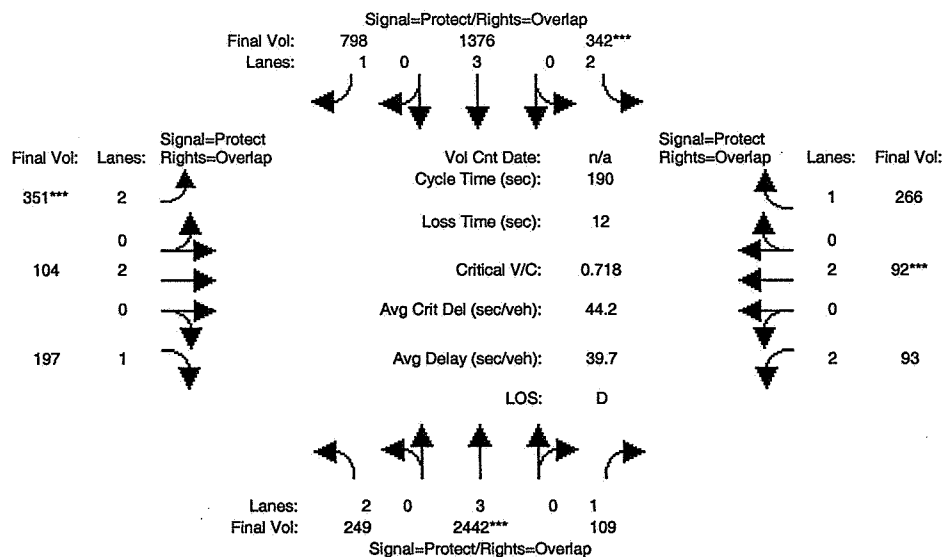 Signal=Protect/Rights=Overlap
Final Vol: 798 1376 342***
Lanes: 1 0 3 0 2
Signal=Protect
Rights=Overlap
Final Vol: Lanes:
351*** 2
0
104 2
0
197 1
Vol Cnt Date: n/a
Cycle Time (sec): 190
Loss Time (sec): 12
Critical V/C: 0.718
Avg Crit Del (sec/veh): 44.2
Avg Delay (sec/veh): 39.7
LOS: D
Signal=Protect
Rights=Overlap
Lanes: Final Vol:
1 266
0
2 92***
0
2 93
Lanes: 2 0 3 0 1
Final Vol: 249 2442*** 109
Signal=Protect/Rights=Overlap